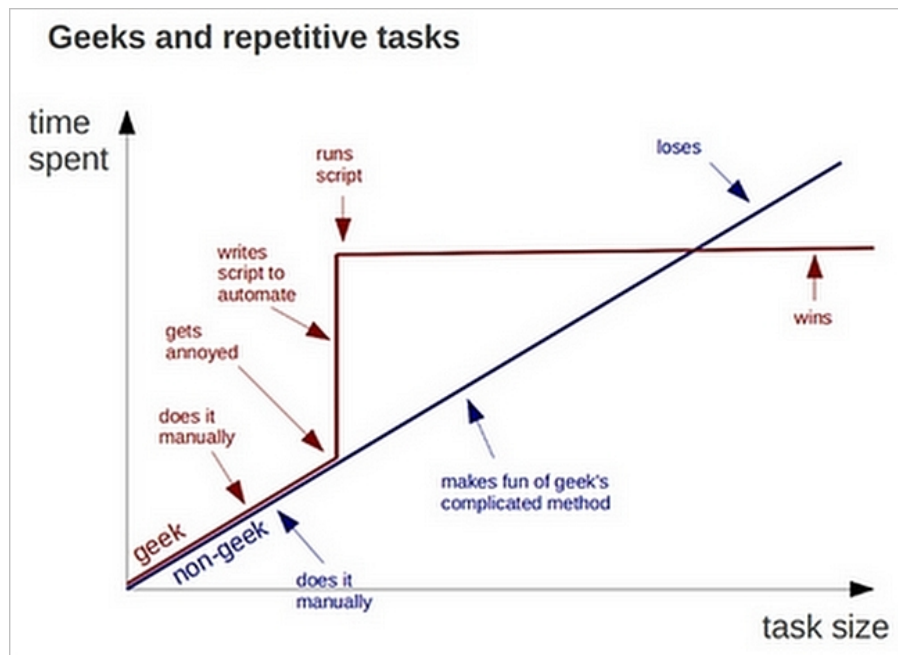 Geeks and repetitive tasks
time
spent
runs
script
loses
writes
script to
automate
wins
gets
annoyed
does it
manually
makes fun of geek's
complicated method
geek
non-geek
does it
manually
task size